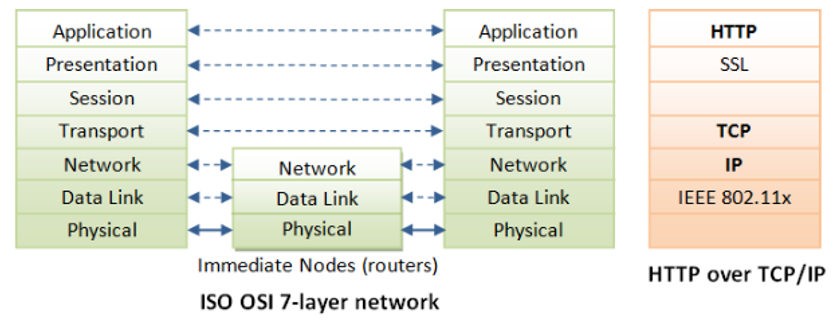 Application
Presentation
Session
Transport
Network
Data Link
Physical
Network
Data Link
Physical
Immediate Nodes (routers)
ISO OSI 7-layer network
Application
Presentation
Session
Transport
Network
Data Link
Physical
HTTP
SSL
TCP
IP
IEEE 802.11x
HTTP over TCP/IP